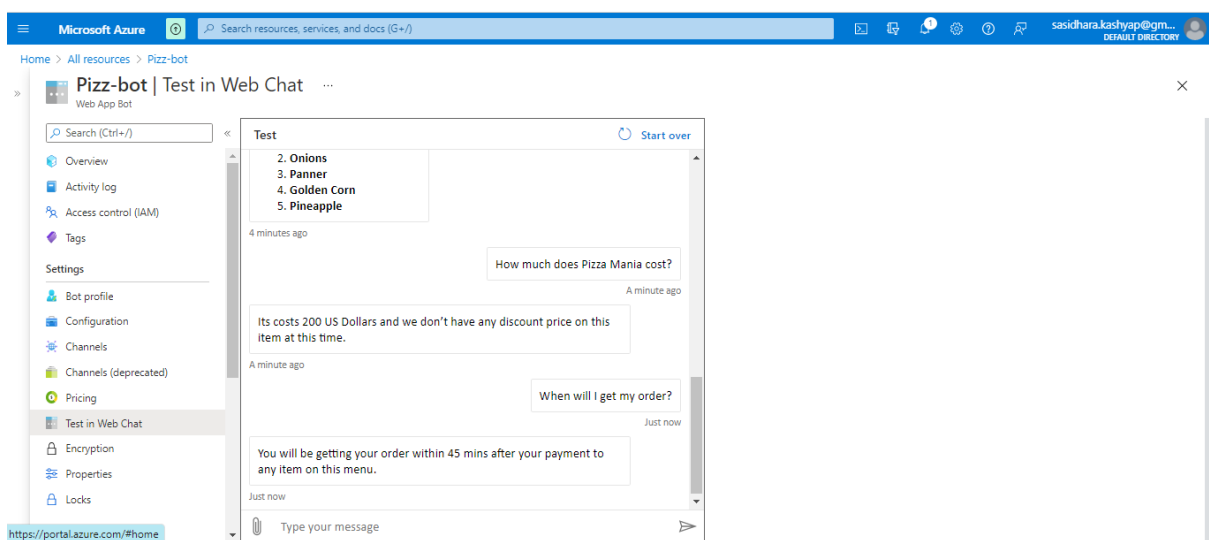 Microsoft Azure
Search resources, services, and docs (G+/)
1
sasidhara.kashyap@gm...
DEFAULT DIRECTORY
Home > All resources > Pizz-bot
Pizz-bot | Test in Web Chat ...
Web App Bot
Search (Ctrl+/)
Overview
Activity log
Access control (IAM)
Tags
Settings
Bot profile
Configuration
Channels
Channels (deprecated)
Pricing
Test in Web Chat
Encryption
Properties
Locks
https://portal.azure.com/#home
Test
Start over
2. Onions
3. Panner
4. Golden Corn
5. Pineapple
4 minutes ago
How much does Pizza Mania cost?
A minute ago
Its costs 200 US Dollars and we don't have any discount price on this
item at this time.
A minute ago
When will I get my order?
Just now
You will be getting your order within 45 mins after your payment to
any item on this menu.
Just now
Type your message